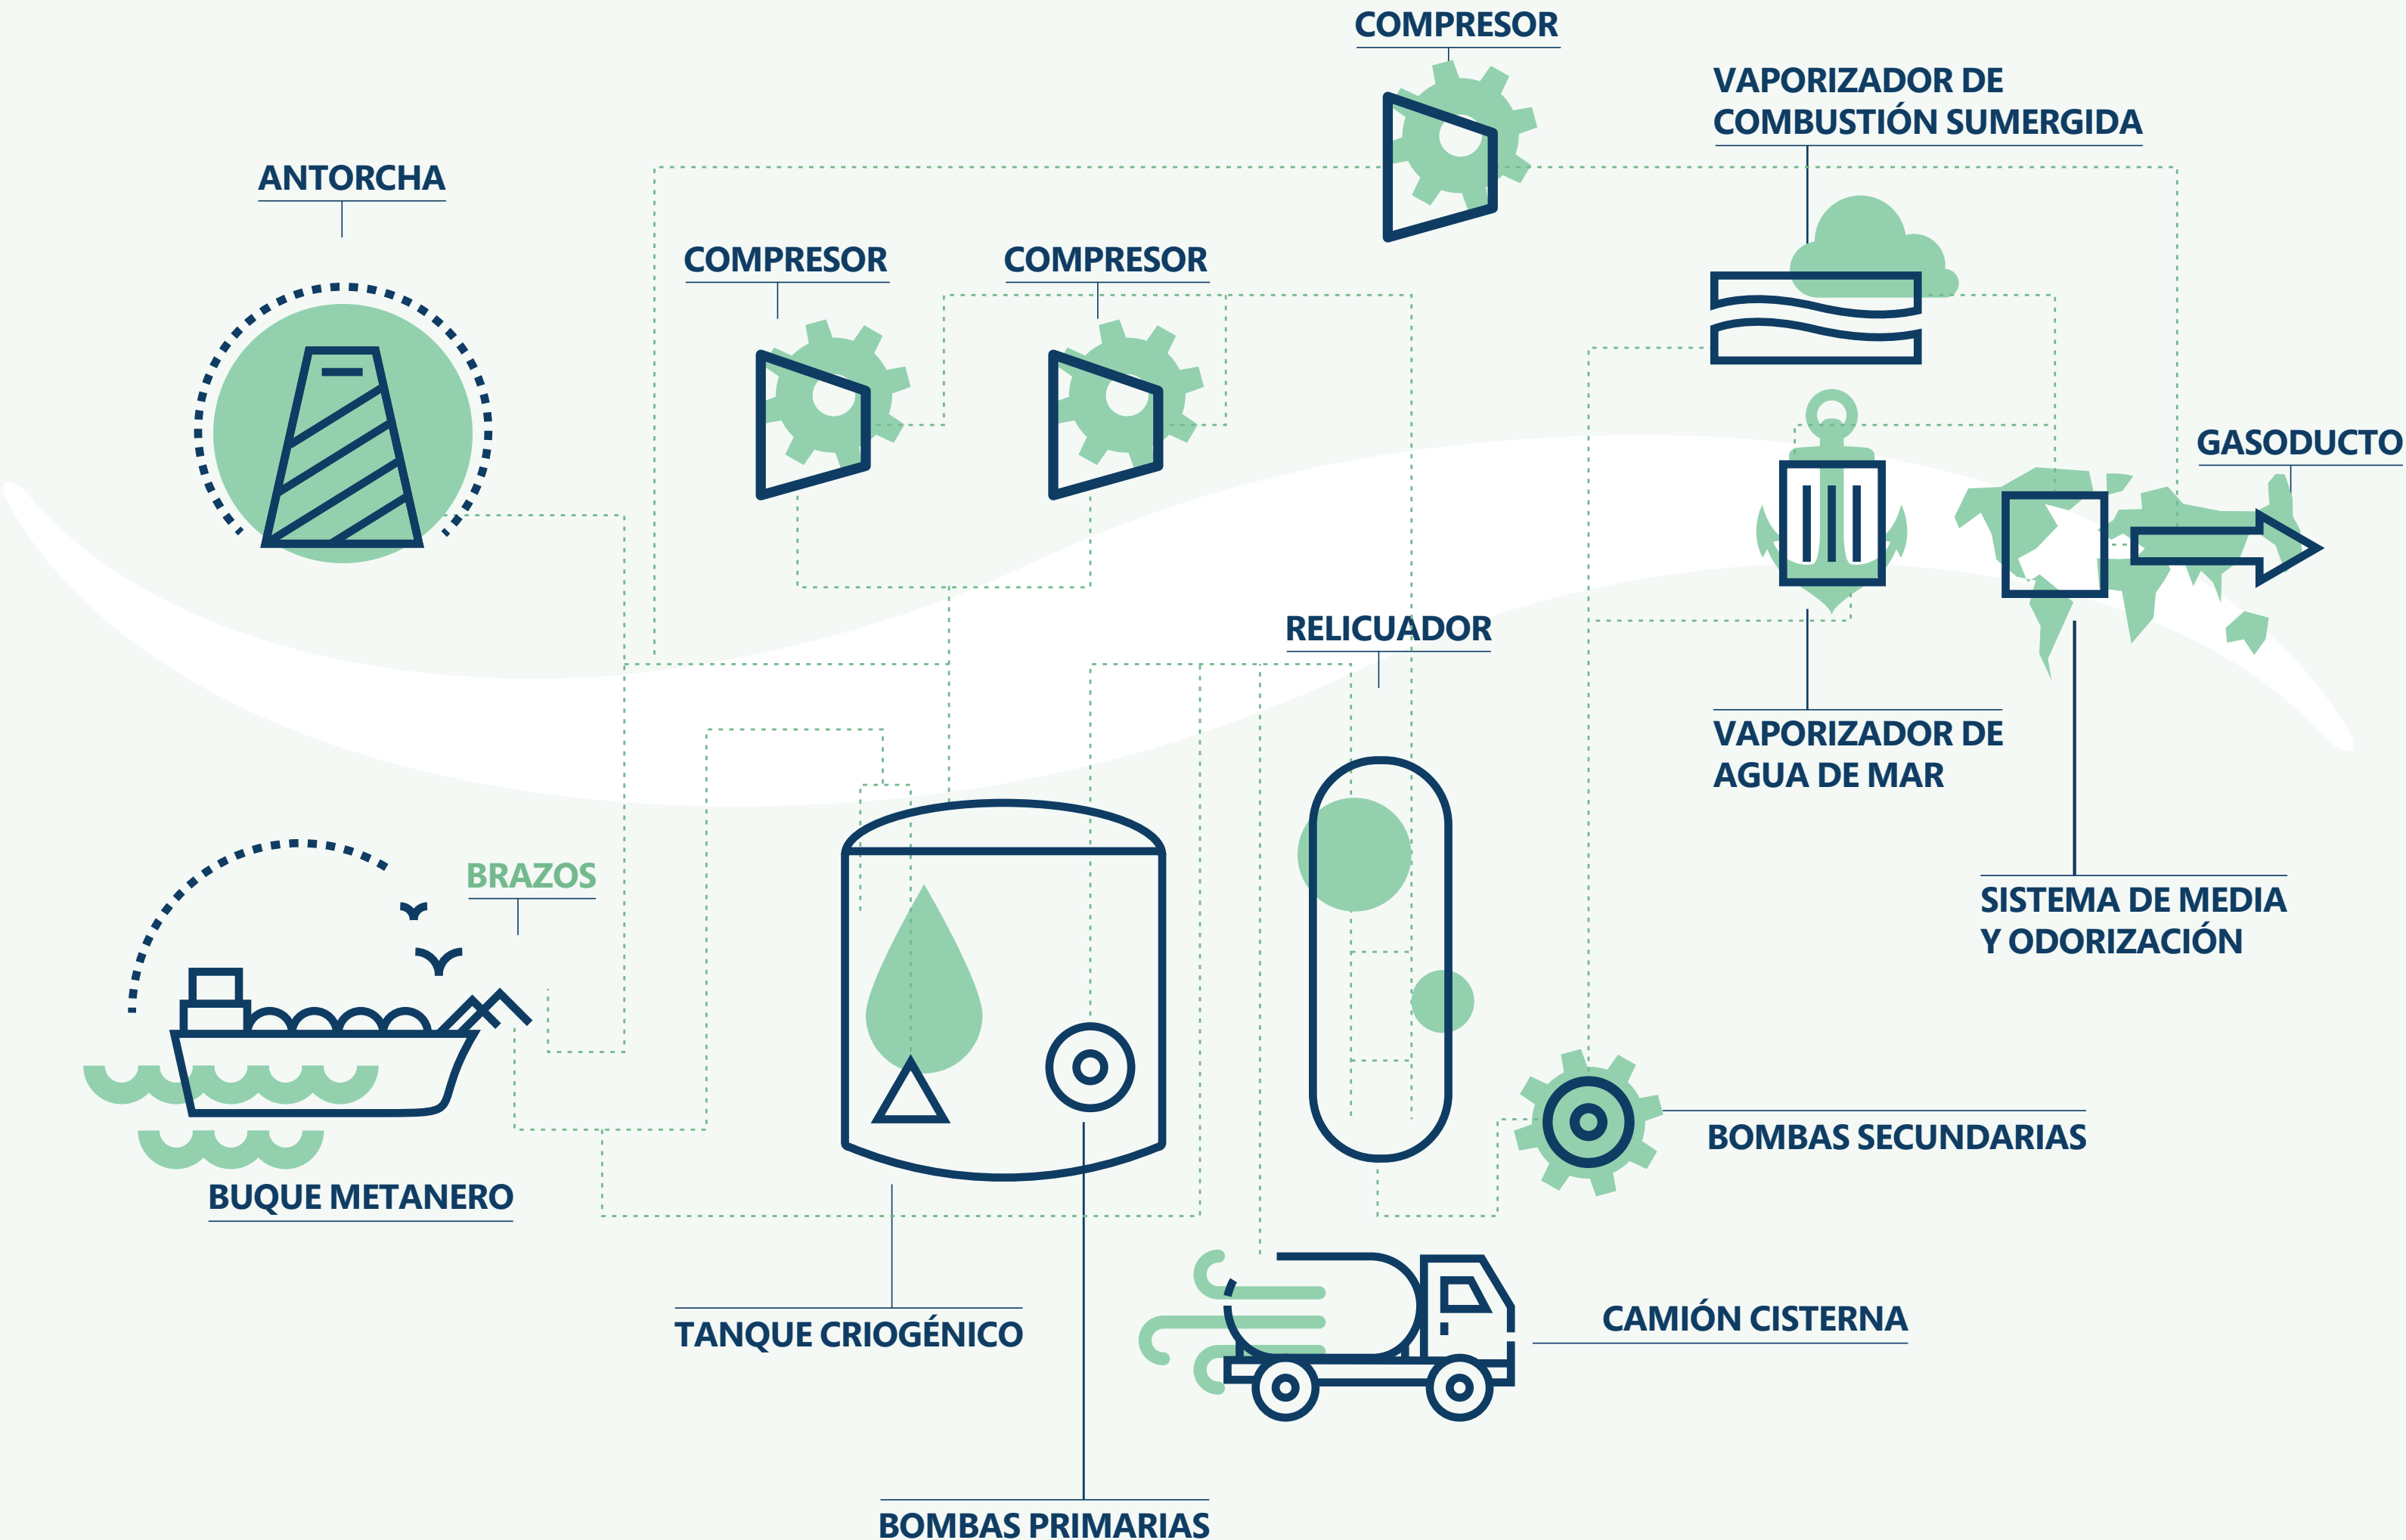 COMPRESOR
VAPORIZADOR DE
COMBUSTIÓN SUMERGIDA
ANTORCHA
COMPRESOR
COMPRESOR
GASODUCTO
RELICUADOR
VAPORIZADOR DE
AGUA DE MAR
BRAZOS
SISTEMA DE MEDIA
Y ODORIZACIÓN
BOMBAS SECUNDARIAS
BUQUE METANERO
CAMIÓN CISTERNA
TANQUE CRIOGÉNICO
BOMBAS PRIMARIAS